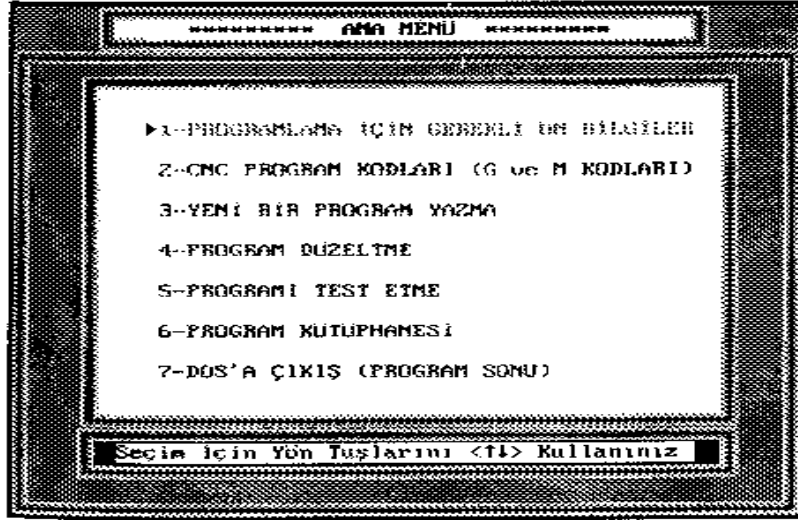 ********* AMA MENÜ *********
►1-PROGRAMLAMA İÇİN GEREKLİ ÖN BİLGİLER
2-CNC PROGRAM KODLARI (G ve M KODLARI)
3-YENİ BİR PROGRAM YAZMA
4-PROGRAM DÜZELTME
5-PROGRAMI TEST ETME
6-PROGRAM KÜTÜPHANESİ
7-DOS'A ÇIKIŞ (PROGRAM SONU)
Seçim İçin Yön Tuşlarını <↑↓> Kullanınız